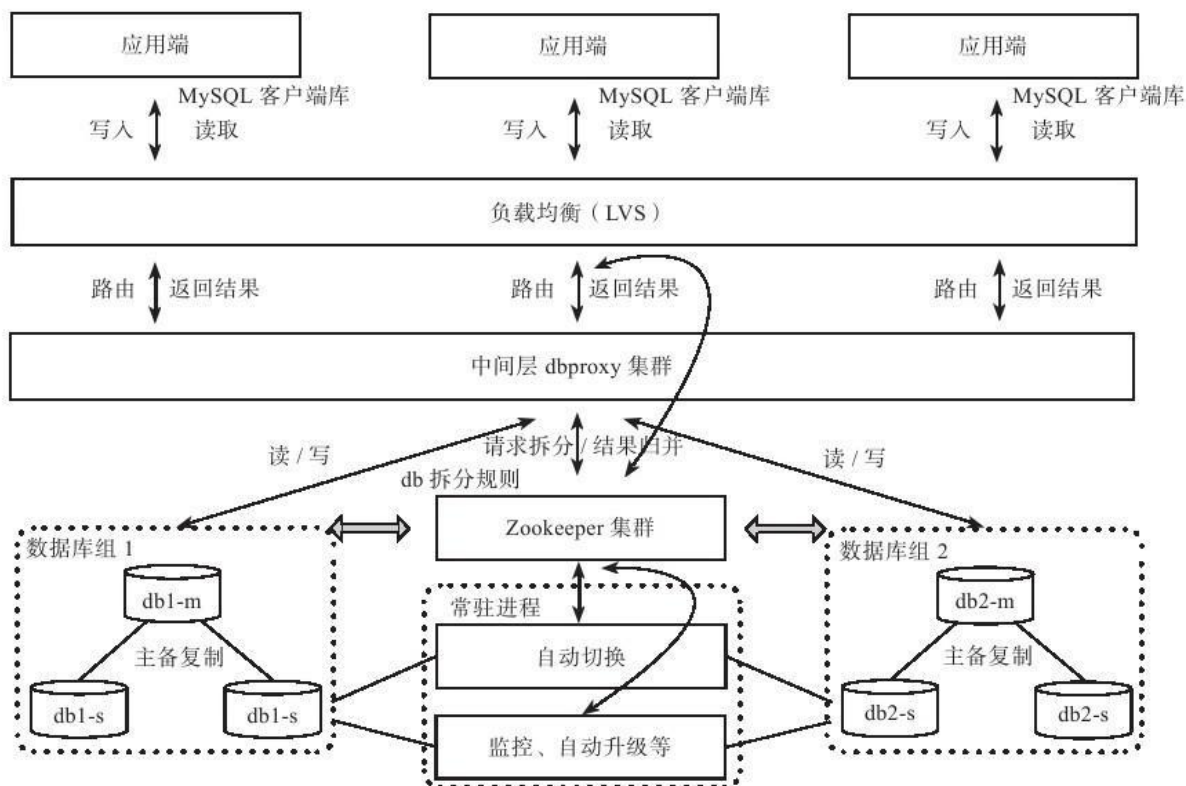 应用端
应用端
应用端
MySQL 客户端库
MySQL 客户端库
MySQL 客户端库
写入
读取
写入
读取
写入
读取
负载均衡（LVS）
路由
返回结果
路由
返回结果
路由
返回结果
中间层 dbproxy 集群
读 / 写
请求拆分 / 结果归并
读 / 写
db 拆分规则
Zookeeper 集群
数据库组 1
数据库组 2
db1-m
主备复制
db1-s
db1-s
常驻进程
自动切换
监控、自动升级等
db2-m
主备复制
db2-s
db2-s